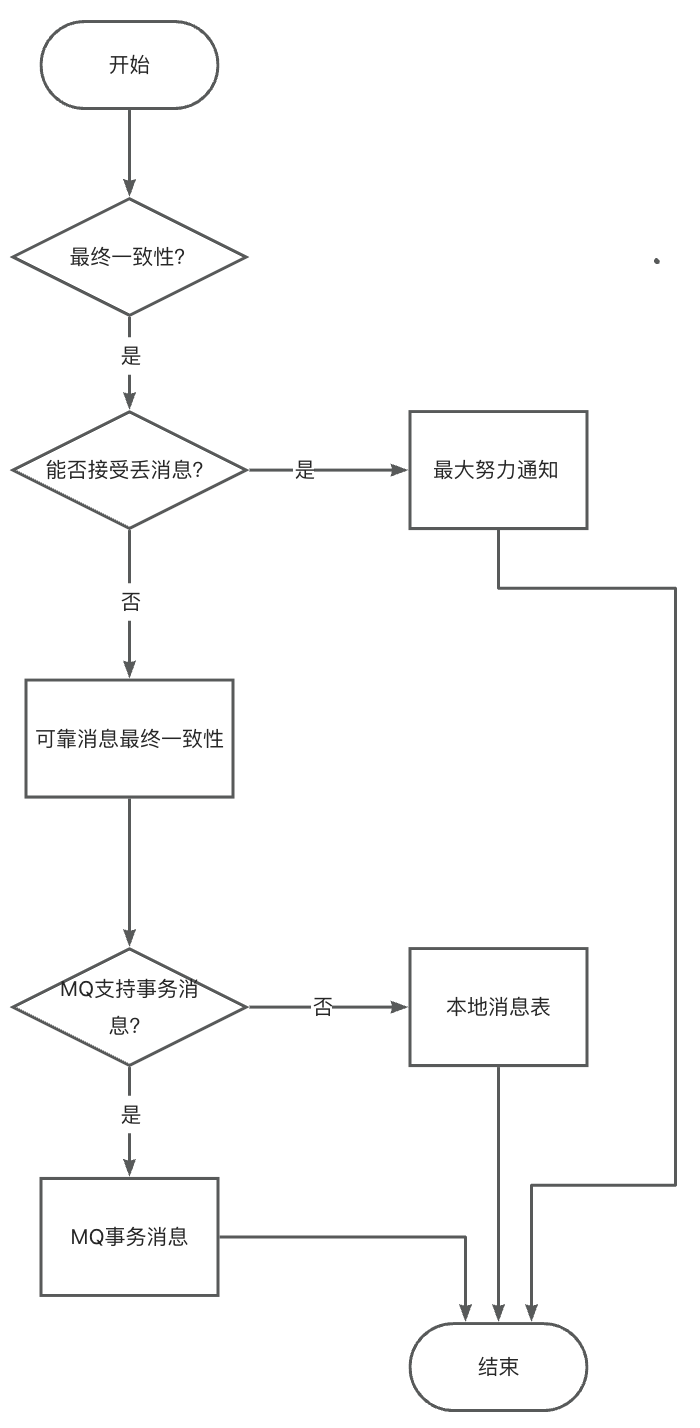 开始
最终一致性?
是
能否接受丢消息?
是
最大努力通知
否
可靠消息最终一致性
MQ支持事务消
息?
否
本地消息表
是
MQ事务消息
结束